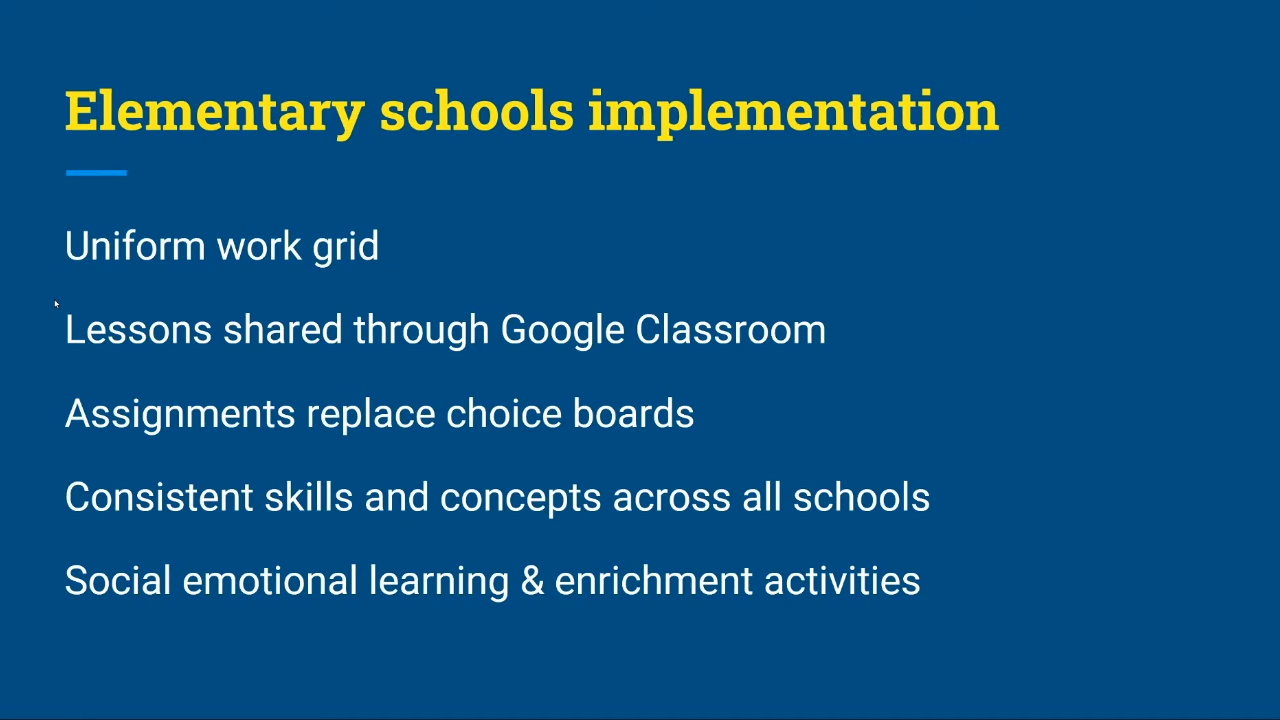 Elementary schools implementation
Uniform work grid
Lessons shared through Google Classroom
Assignments replace choice boards
Consistent skills and concepts across all schools
Social emotional learning & enrichment activities